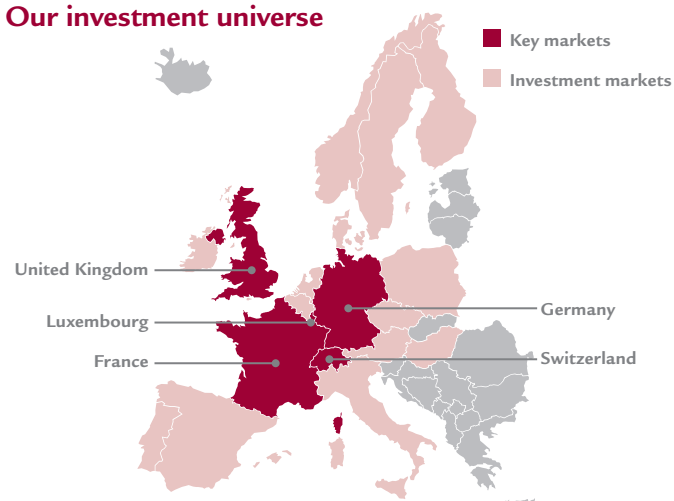 Our investment universe
Key markets
Investment markets
United Kingdom
Luxembourg
France
Germany
Switzerland